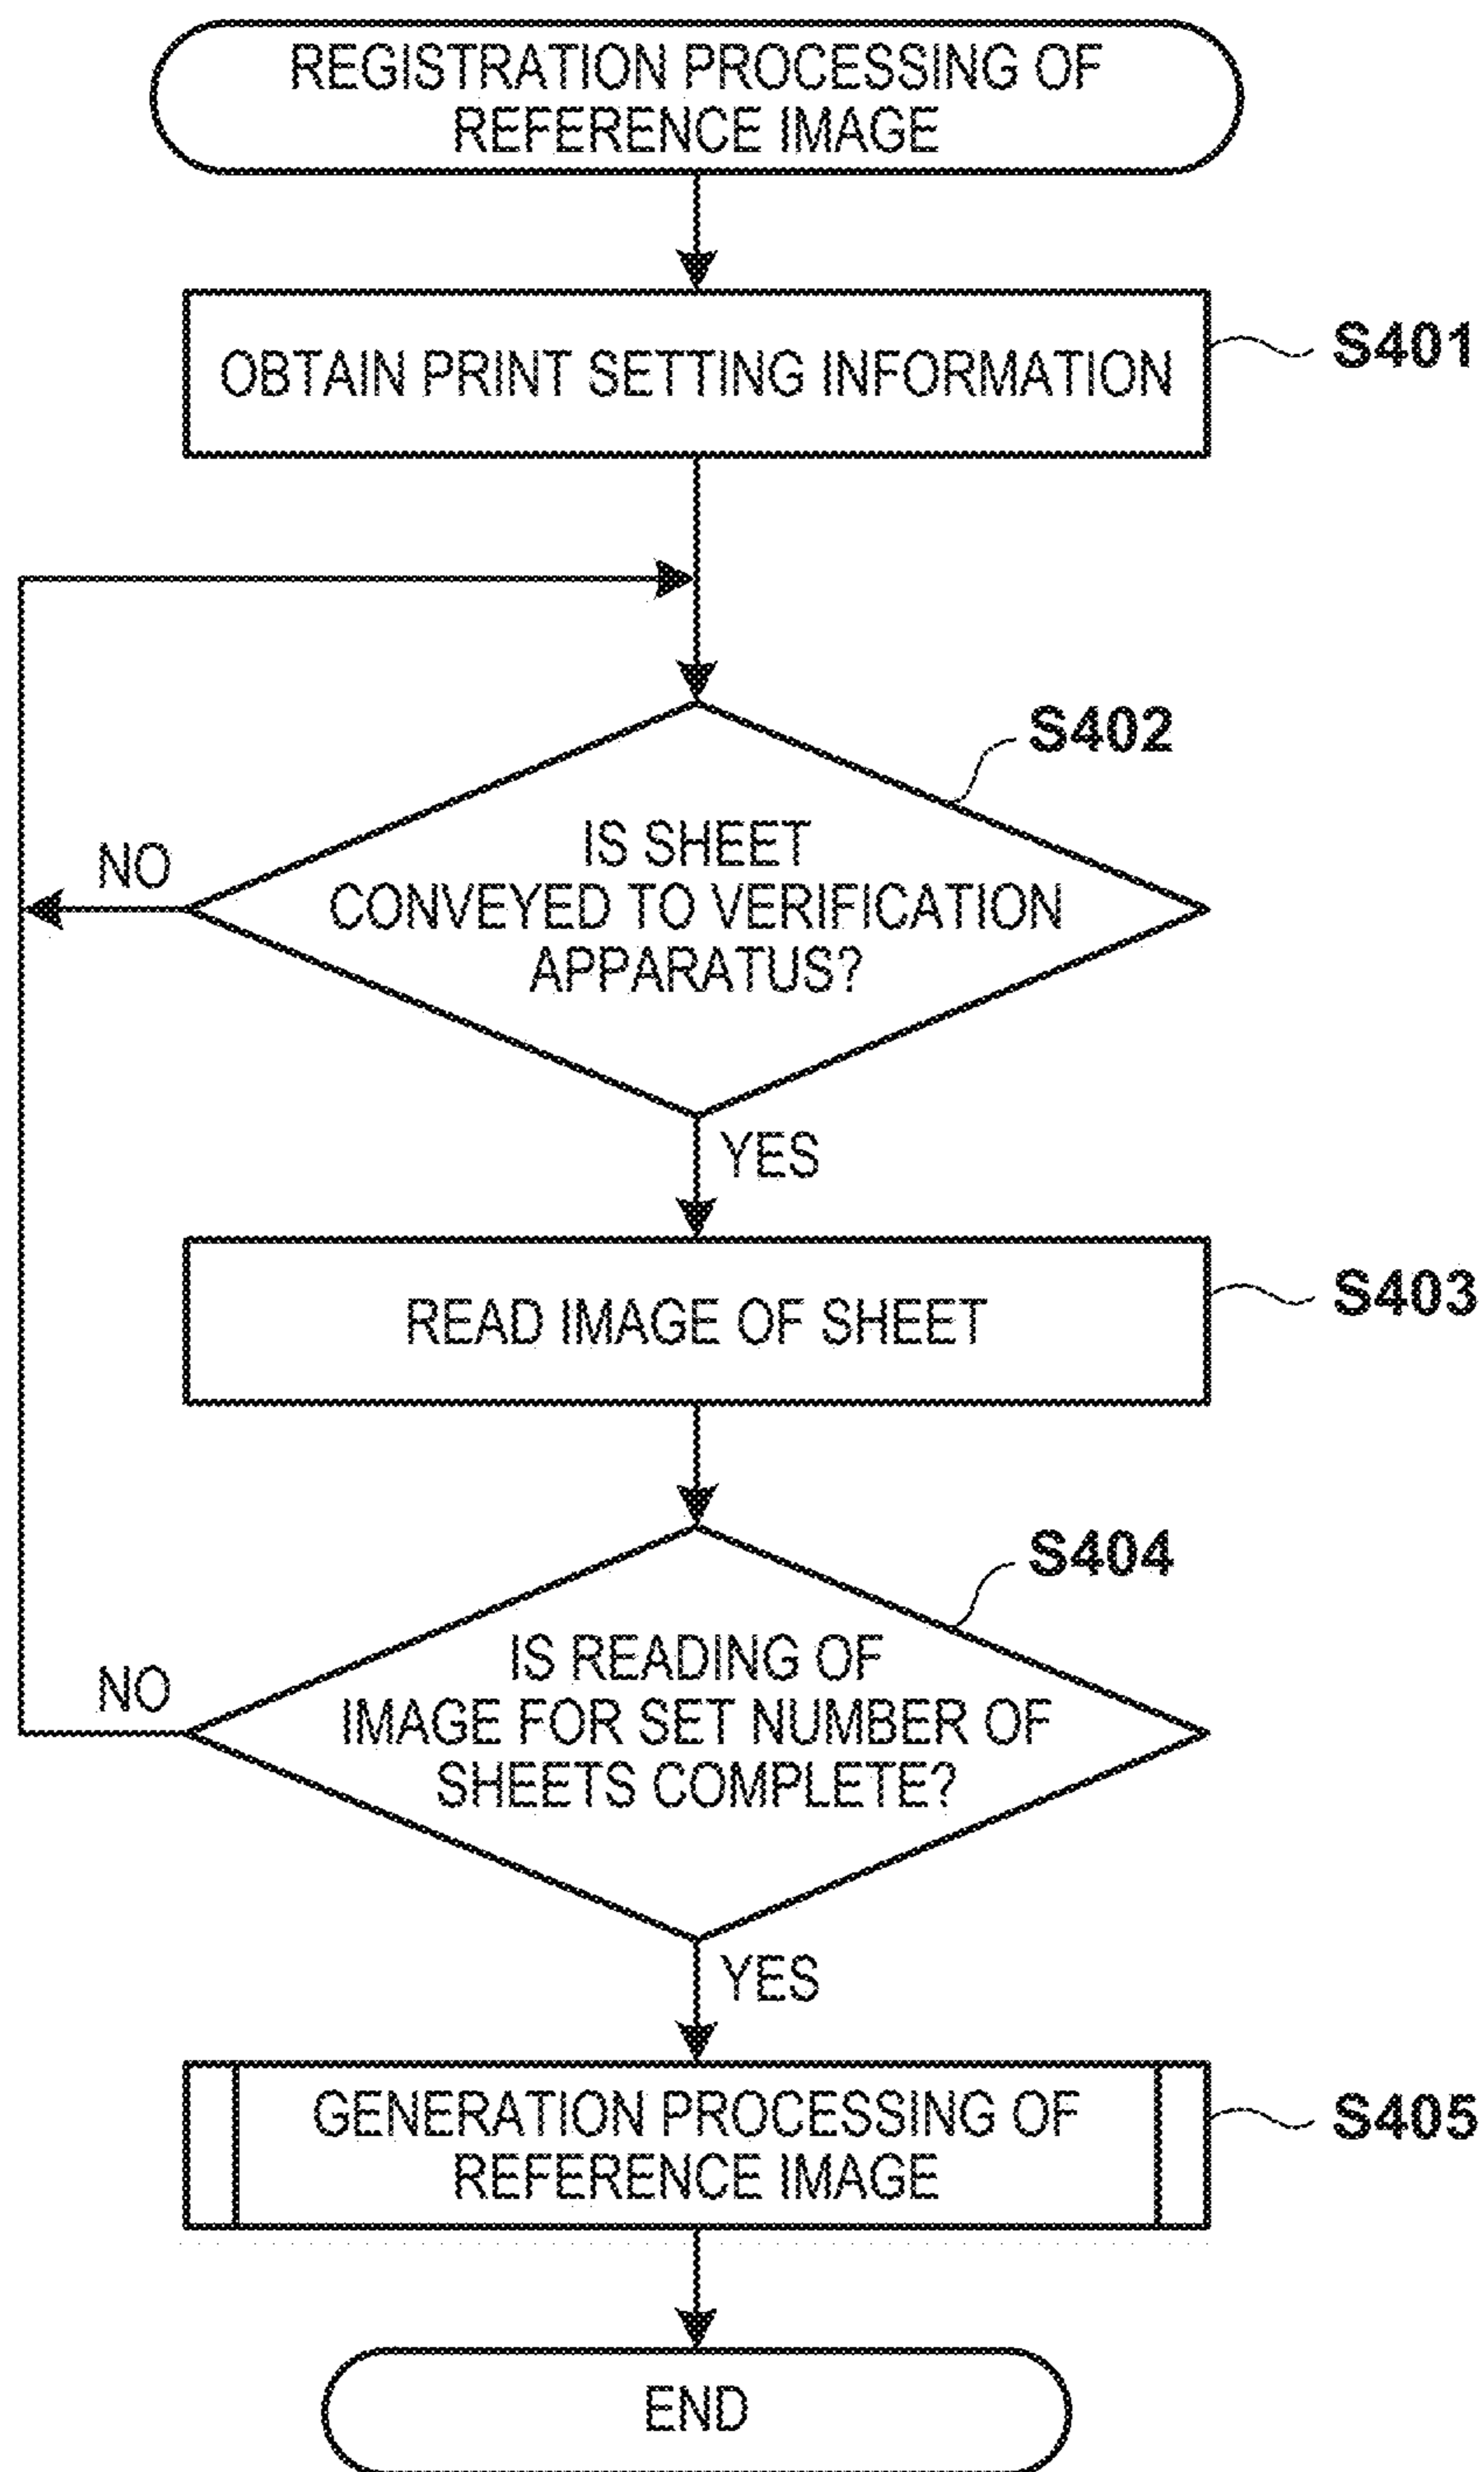 REGISTRATION PROCESSING OF
REFERENCE IMAGE
OBTAIN PRINT SETTING INFORMATION
S401
S402
IS SHEET
CONVEYED TO VERIFICATION
APPARATUS?
NO
YES
READ IMAGE OF SHEET
S403
S404
IS READING OF
IMAGE FOR SET NUMBER OF
SHEETS COMPLETE?
NO
YES
GENERATION PROCESSING OF
REFERENCE IMAGE
S405
END